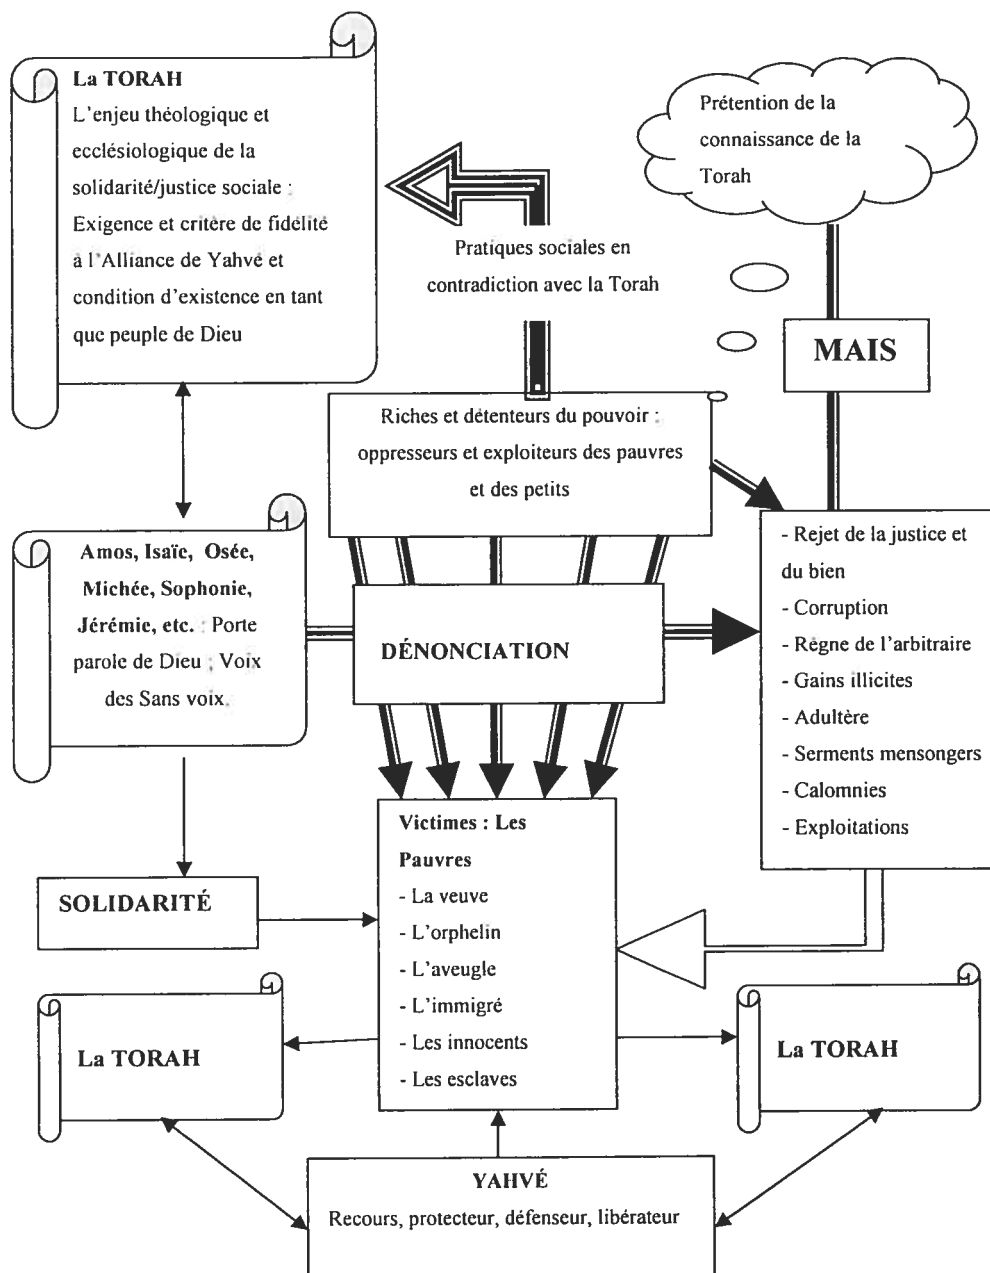 La TORAH
L'enjeu théologique et
ecclésiologique de la
solidarité/justice sociale :
Exigence et critère de fidélité
à l'Alliance de Yahvé et
condition d'existence en tant
que peuple de Dieu
Prétention de la
connaissance de la
Torah
Pratiques sociales en
contradiction avec la Torah
MAIS
Riches et détenteurs du pouvoir :
oppresseurs et exploiteurs des pauvres
et des petits
Amos, Isaïe, Osée,
Michée, Sophonie,
Jérémie, etc. : Porte
parole de Dieu ; Voix
des Sans voix.
DÉNONCIATION
- Rejet de la justice et
du bien
- Corruption
- Règne de l'arbitraire
- Gains illicites
- Adultère
- Serments mensongers
- Calomnies
- Exploitations
Victimes : Les
Pauvres
- La veuve
- L'orphelin
- L'aveugle
- L'immigré
- Les innocents
- Les esclaves
SOLIDARITÉ
La TORAH
La TORAH
YAHVÉ
Recours, protecteur, défenseur, libérateur